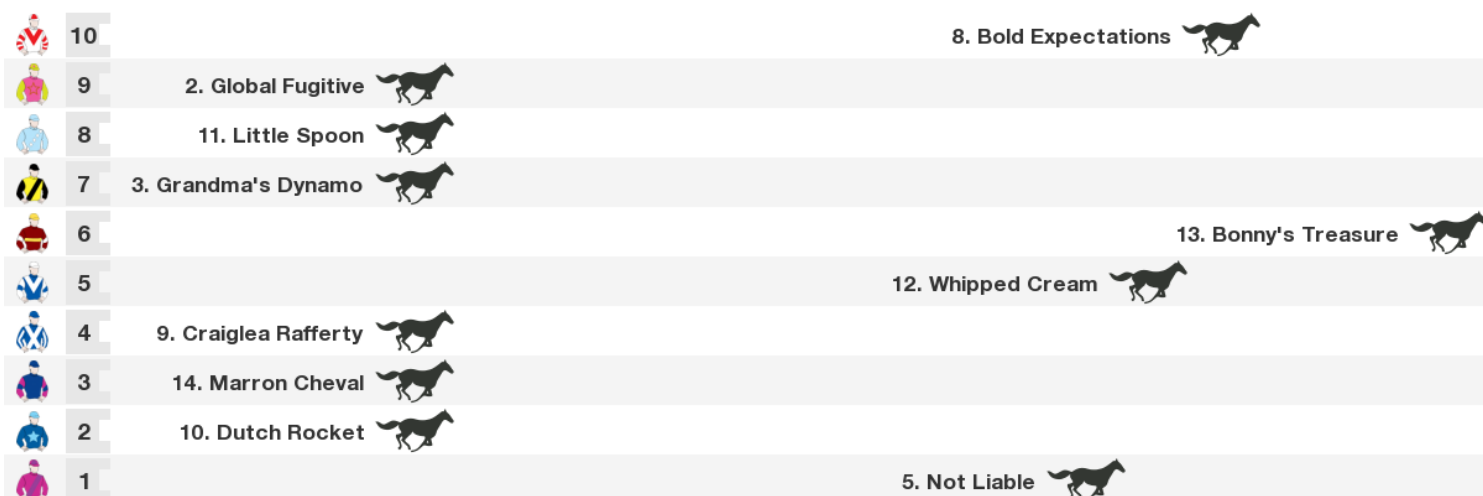 10 8. Bold Expectations
9 2. Global Fugitive
8 11. Little Spoon
7 3. Grandma's Dynamo
6 13. Bonny's Treasure
5 12. Whipped Cream
4 9. Craiglea Rafferty
3 14. Marron Cheval
2 10. Dutch Rocket
1 5. Not Liable